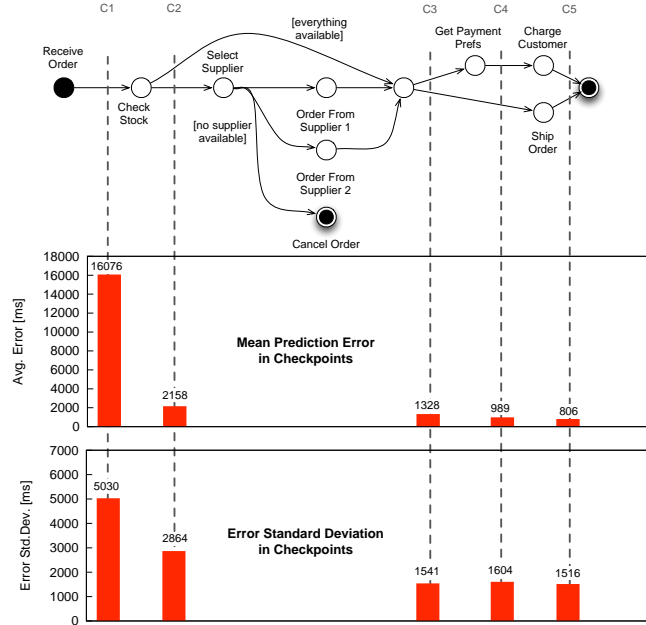 C1
C2
C3
C4
C5
[everything
available]
Get Payment
Prefs
Charge
Customer
Receive
Order
Select
Supplier
Check
Stock
Order From
Supplier 1
[no supplier
available]
Ship
Order
Order From
Supplier 2
Cancel Order
18000
16000
14000
12000
10000
8000
6000
4000
2000
0
Avg. Error [ms]
16076
2158
Mean Prediction Error
in Checkpoints
1328
989
806
7000
6000
5000
4000
3000
2000
1000
0
Error Std.Dev. [ms]
5030
2864
Error Standard Deviation
in Checkpoints
1541
1604
1516